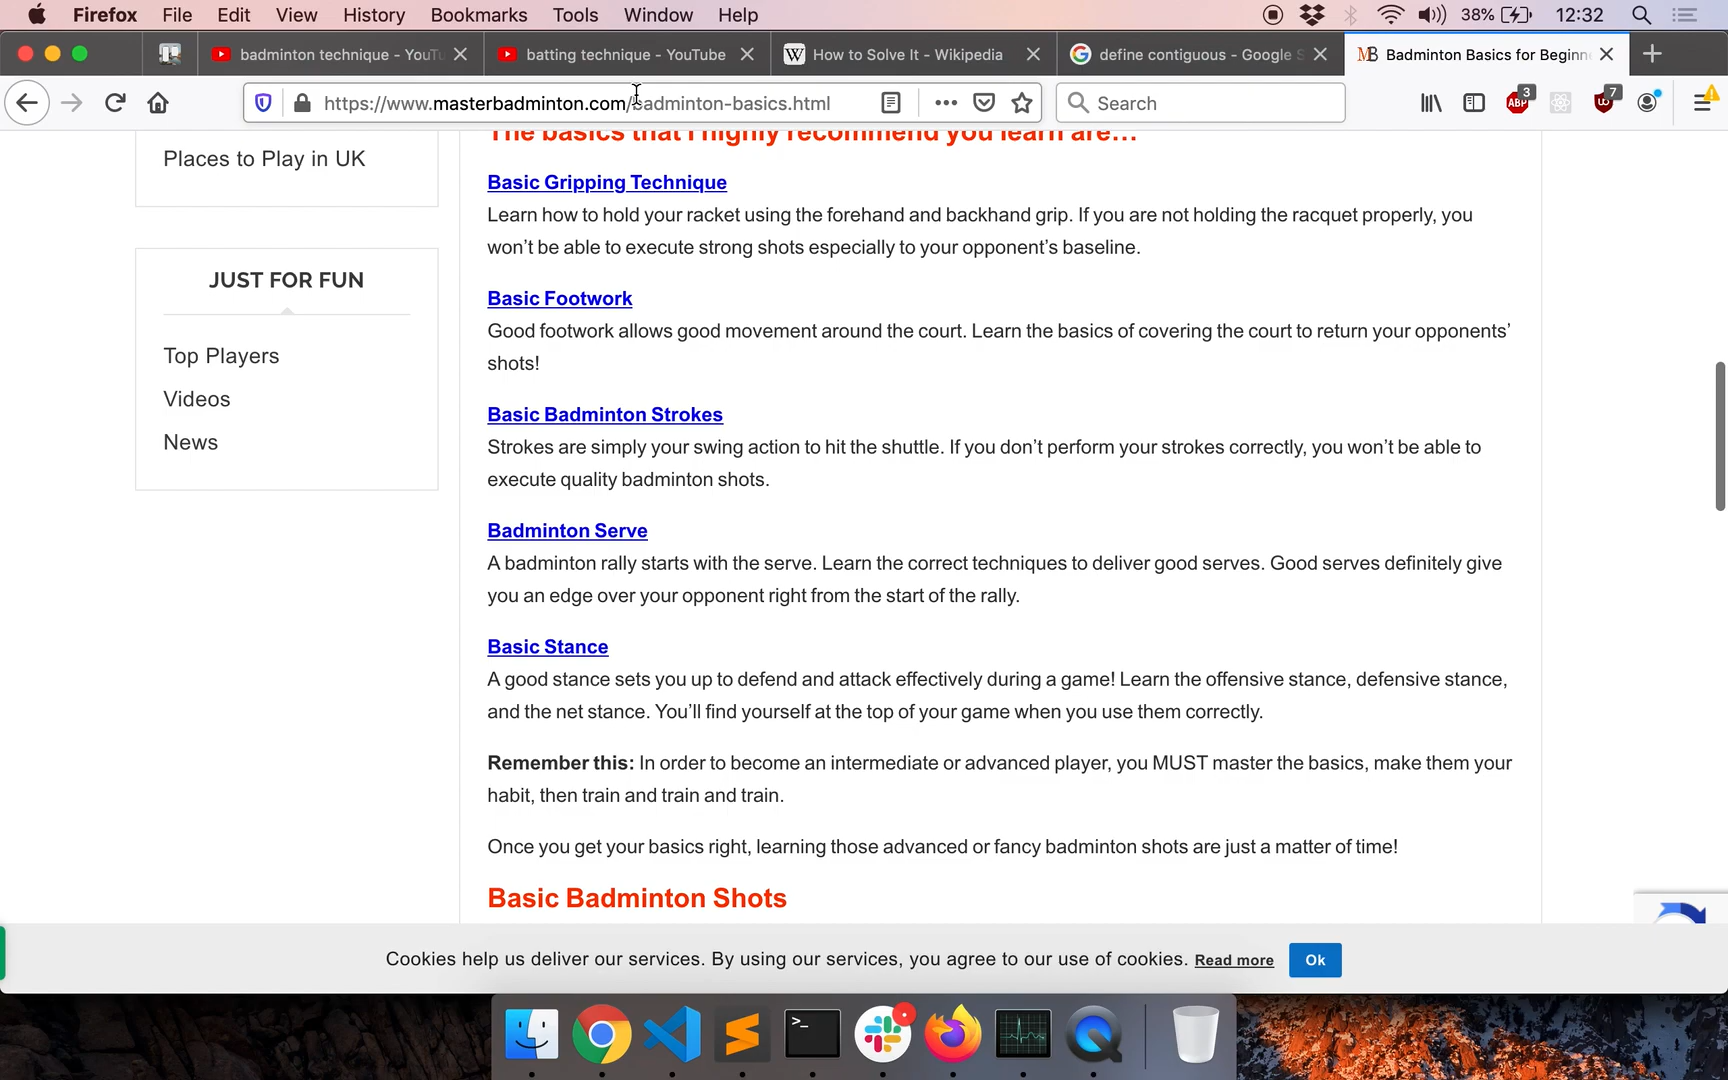 Firefox File Edit View History Bookmarks Tools Window Help 38% 12:32
badminton technique - YouTu batting technique - YouTube How to Solve It - Wikipedia define contiguous - Google S Badminton Basics for Beginne
https://www.masterbadminton.com/badminton-basics.html Search ABP 3 7
The basics that I highly recommend you learn are…
Places to Play in UK
JUST FOR FUN
Top Players
Videos
News
Basic Gripping Technique
Learn how to hold your racket using the forehand and backhand grip. If you are not holding the racquet properly, you
won’t be able to execute strong shots especially to your opponent’s baseline.
Basic Footwork
Good footwork allows good movement around the court. Learn the basics of covering the court to return your opponents’
shots!
Basic Badminton Strokes
Strokes are simply your swing action to hit the shuttle. If you don’t perform your strokes correctly, you won’t be able to
execute quality badminton shots.
Badminton Serve
A badminton rally starts with the serve. Learn the correct techniques to deliver good serves. Good serves definitely give
you an edge over your opponent right from the start of the rally.
Basic Stance
A good stance sets you up to defend and attack effectively during a game! Learn the offensive stance, defensive stance,
and the net stance. You’ll find yourself at the top of your game when you use them correctly.
Remember this: In order to become an intermediate or advanced player, you MUST master the basics, make them your
habit, then train and train and train.
Once you get your basics right, learning those advanced or fancy badminton shots are just a matter of time!
Basic Badminton Shots
Cookies help us deliver our services. By using our services, you agree to our use of cookies. Read more Ok